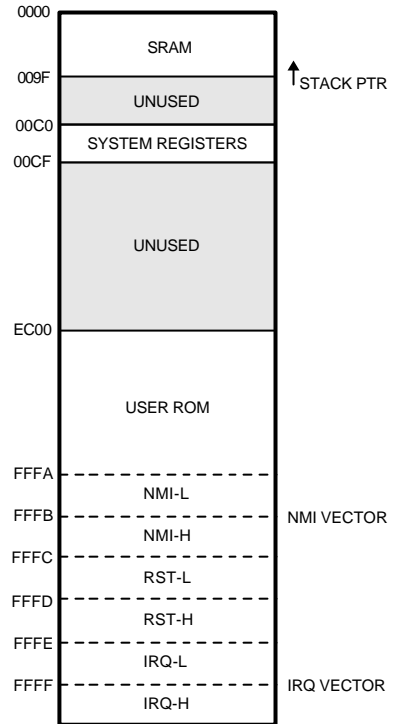 0000
SRAM
009F
STACK PTR
UNUSED
00C0
SYSTEM REGISTERS
00CF
UNUSED
EC00
USER ROM
FFFA
NMI-L
FFFB
NMI VECTOR
NMI-H
FFFC
RST-L
FFFD
RST-H
FFFE
IRQ-L
FFFF
IRQ VECTOR
IRQ-H